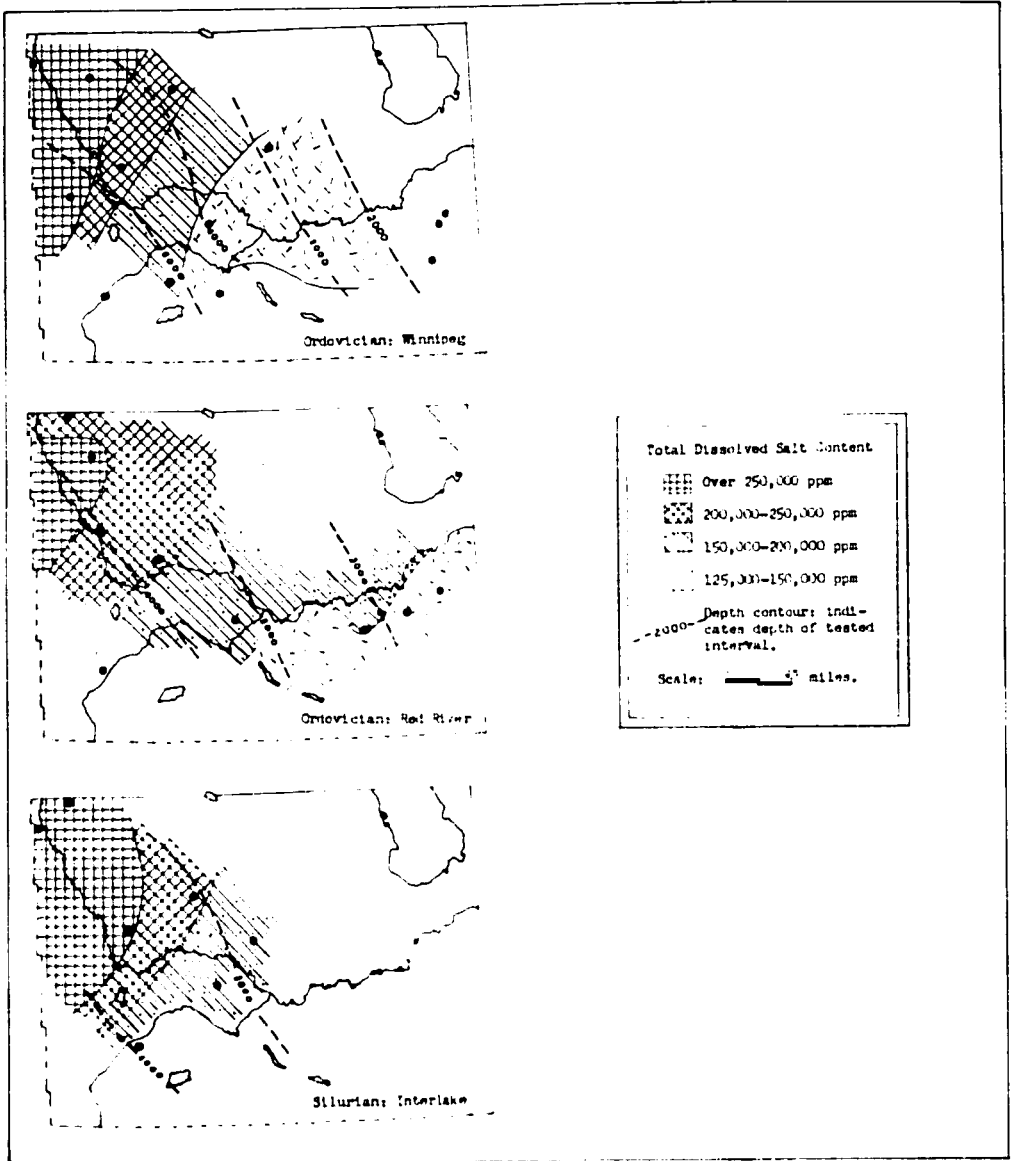 Ordovician: Winnipeg
Ordovician: Red River
Silurian: Interlake
Total Dissolved Salt Content
Over 250,000 ppm
200,000-250,000 ppm
150,000-200,000 ppm
125,000-150,000 ppm
-2000- Depth contour: indi-
cates depth of tested
interval.
Scale: miles.